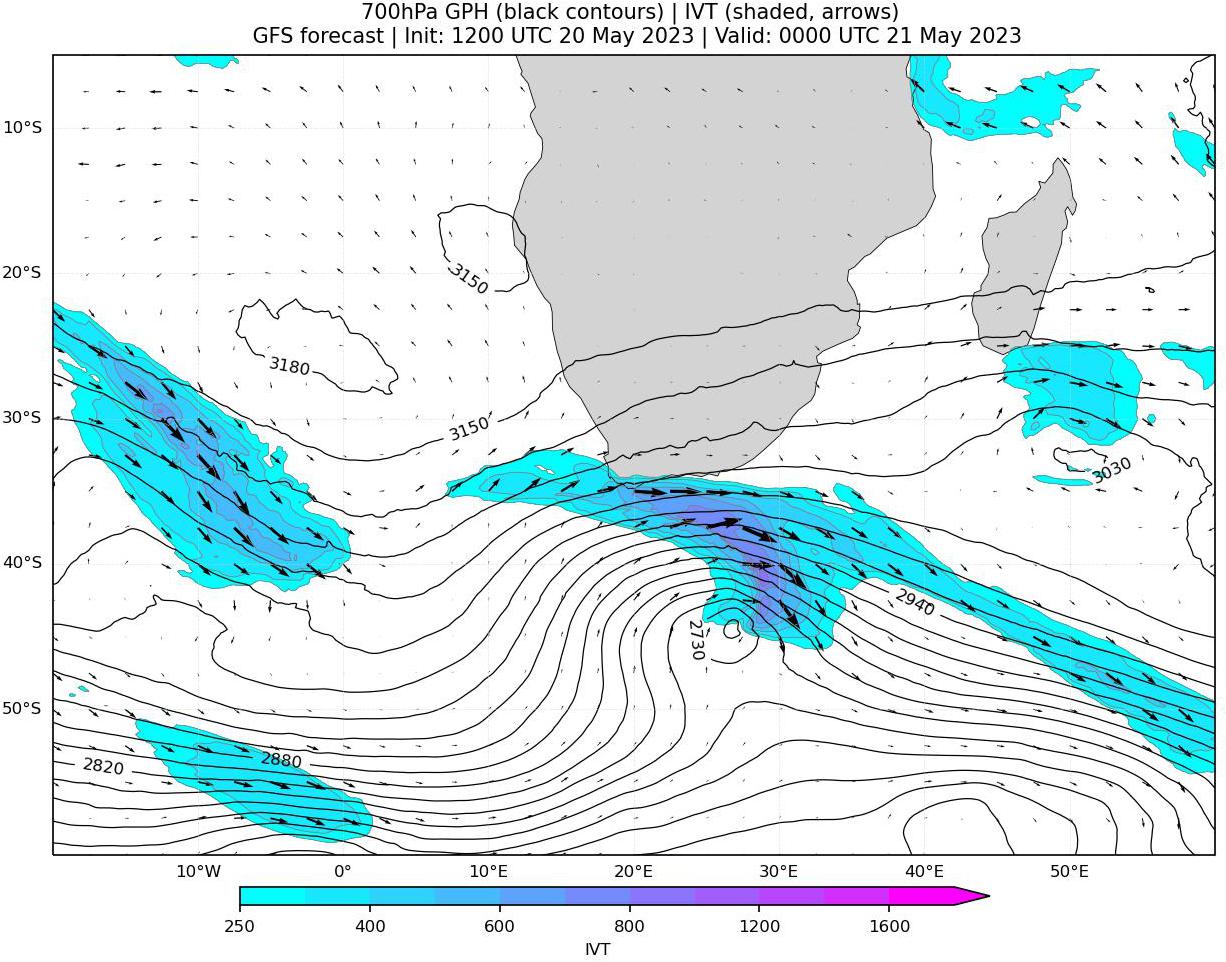 700hPa GPH (black contours) | IVT (shaded, arrows)
GFS forecast | Init: 1200 UTC 20 May 2023 | Valid: 0000 UTC 21 May 2023
10°S
20°S
30°S
40°S
50°S
3150
3180
3150
3030
2940
2730
2880
2820
10°W
0°
10°E
20°E
30°E
40°E
50°E
250
400
600
800
1200
1600
IVT